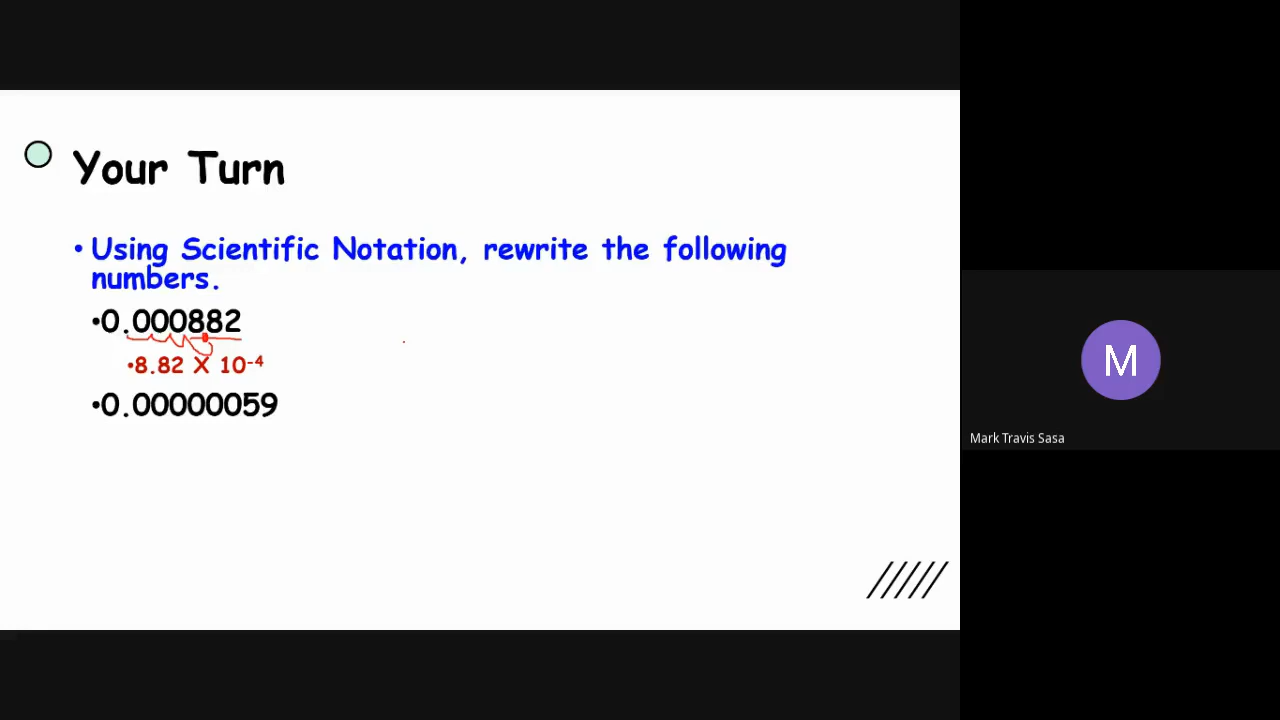 Your Turn
• Using Scientific Notation, rewrite the following
numbers.
•0.000882
•8.82 X 10⁻⁴
•0.00000059
M
Mark Travis Sasa